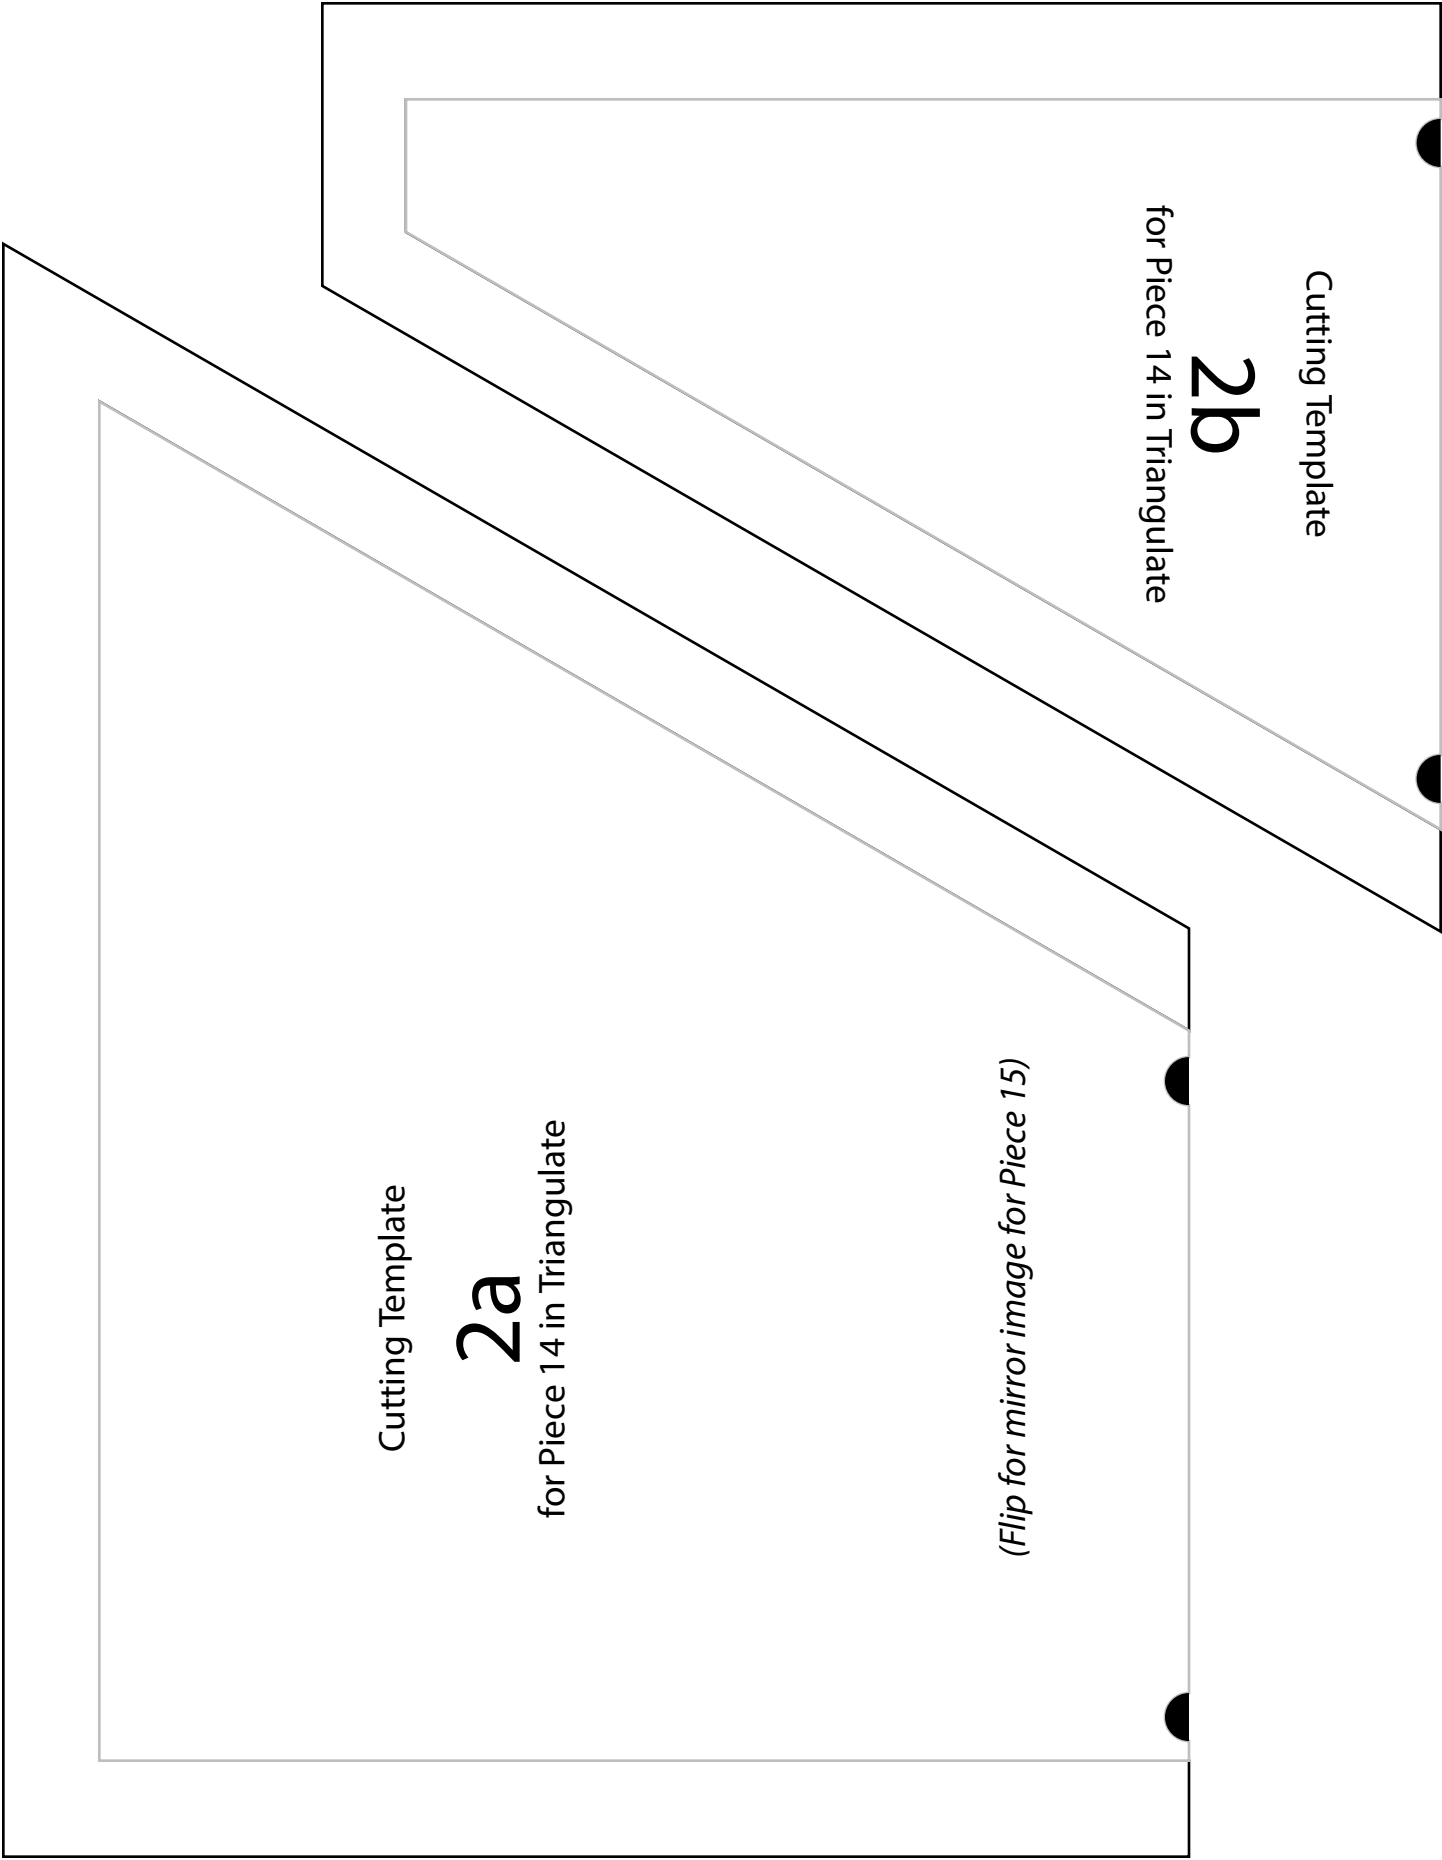 Cutting Template
2b
for Piece 14 in Triangulate
Cutting Template
2a
for Piece 14 in Triangulate
(Flip for mirror image for Piece 15)